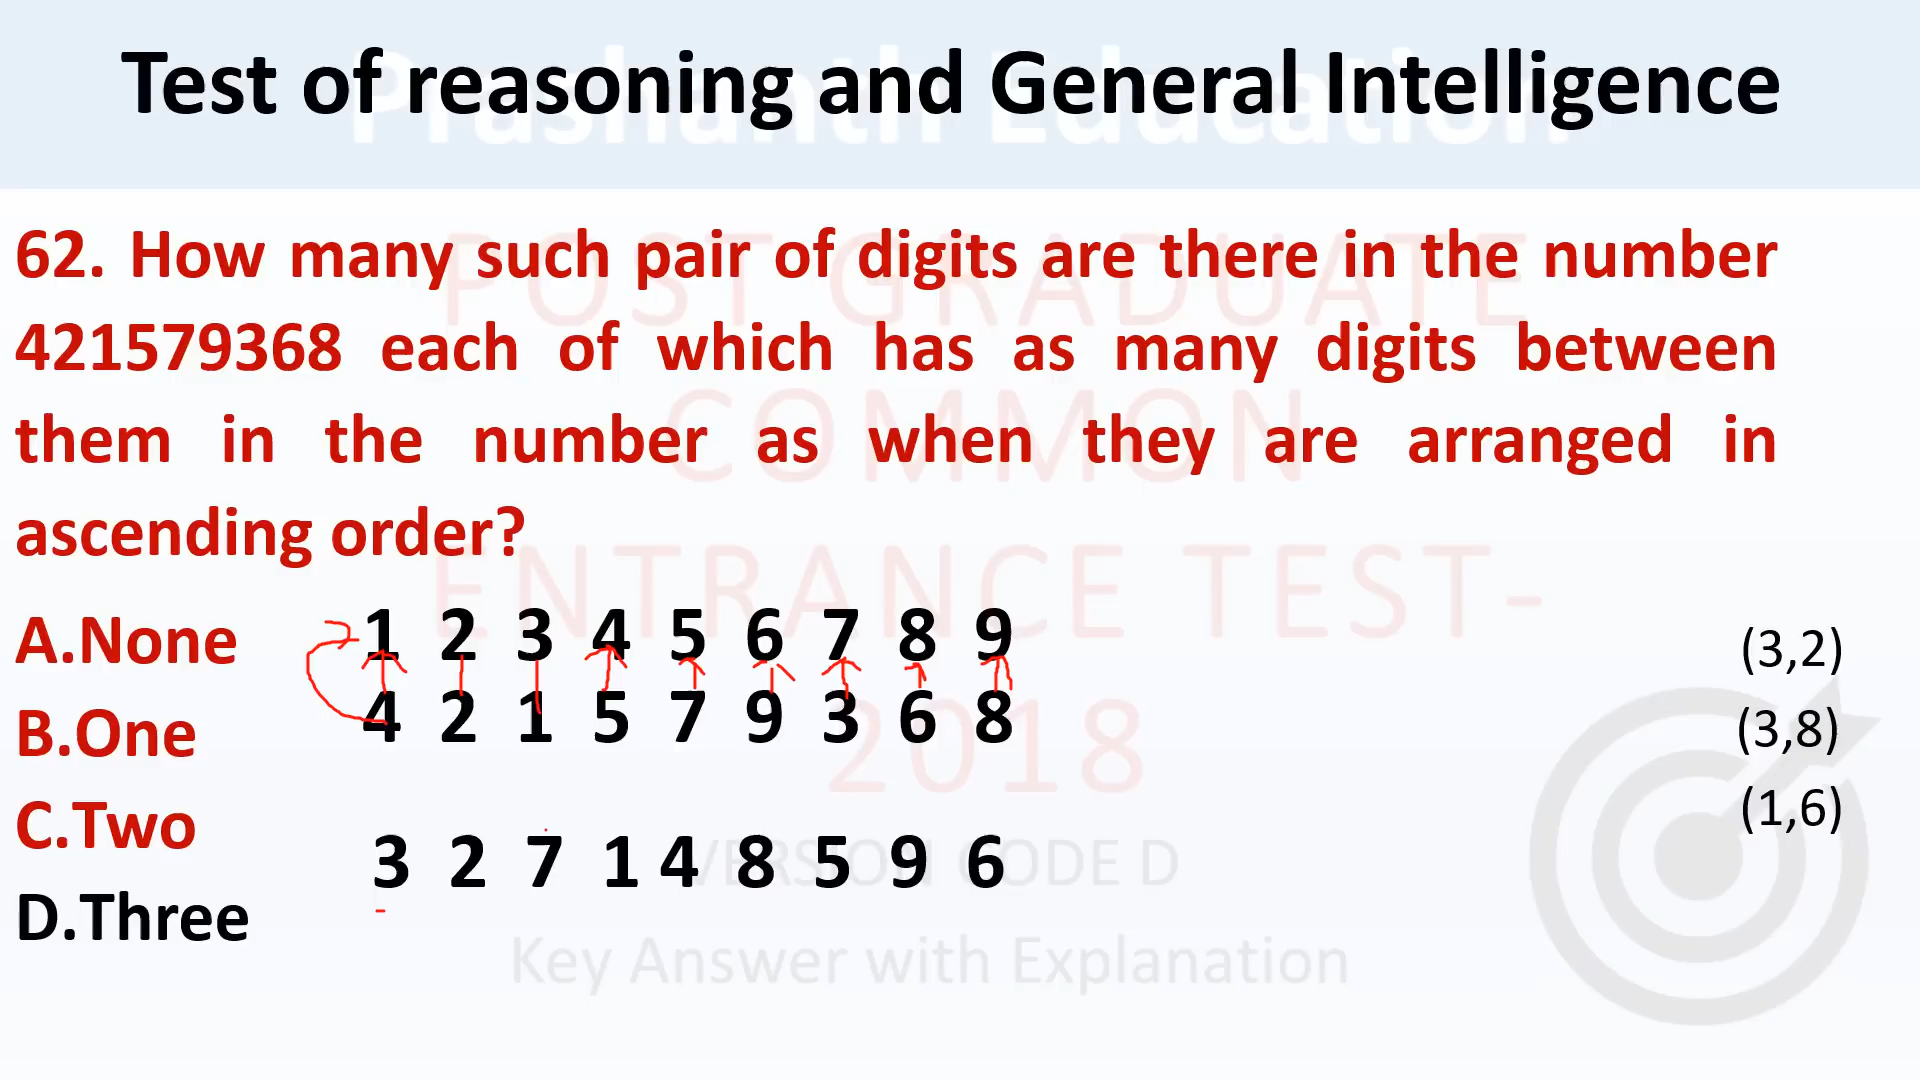 Test of reasoning and General Intelligence
Prashanth Education
62. How many such pair of digits are there in the number
421579368 each of which has as many digits between
them in the number as when they are arranged in
ascending order?
POST GRADUATE
COMMON
ENTRANCE TEST-
2018
VERSION CODE D
Key Answer with Explanation
A.None
B.One
C.Two
D.Three
1 2 3 4 5 6 7 8 9
4 2 1 5 7 9 3 6 8
3 2 7 1 4 8 5 9 6
(3,2)
(3,8)
(1,6)